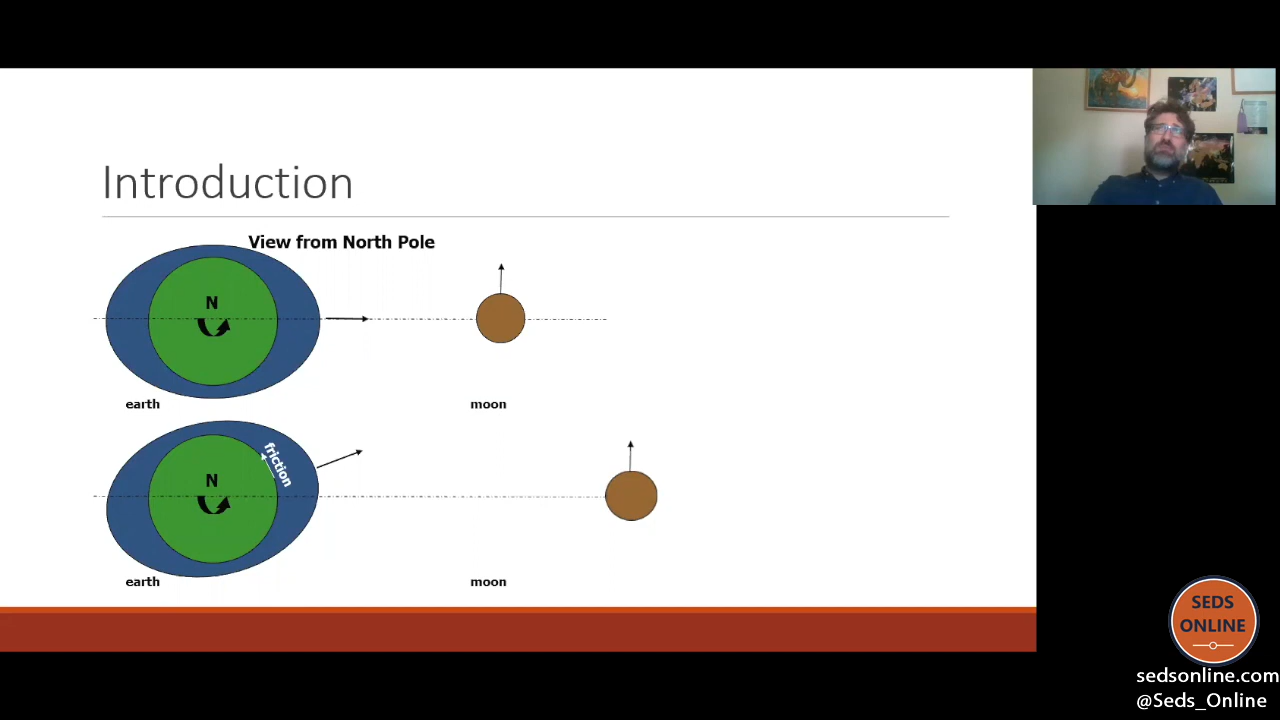 Introduction
View from North Pole
N
earth
moon
friction
N
earth
moon
SEDS
ONLINE
sedsonline.com
@Seds_Online